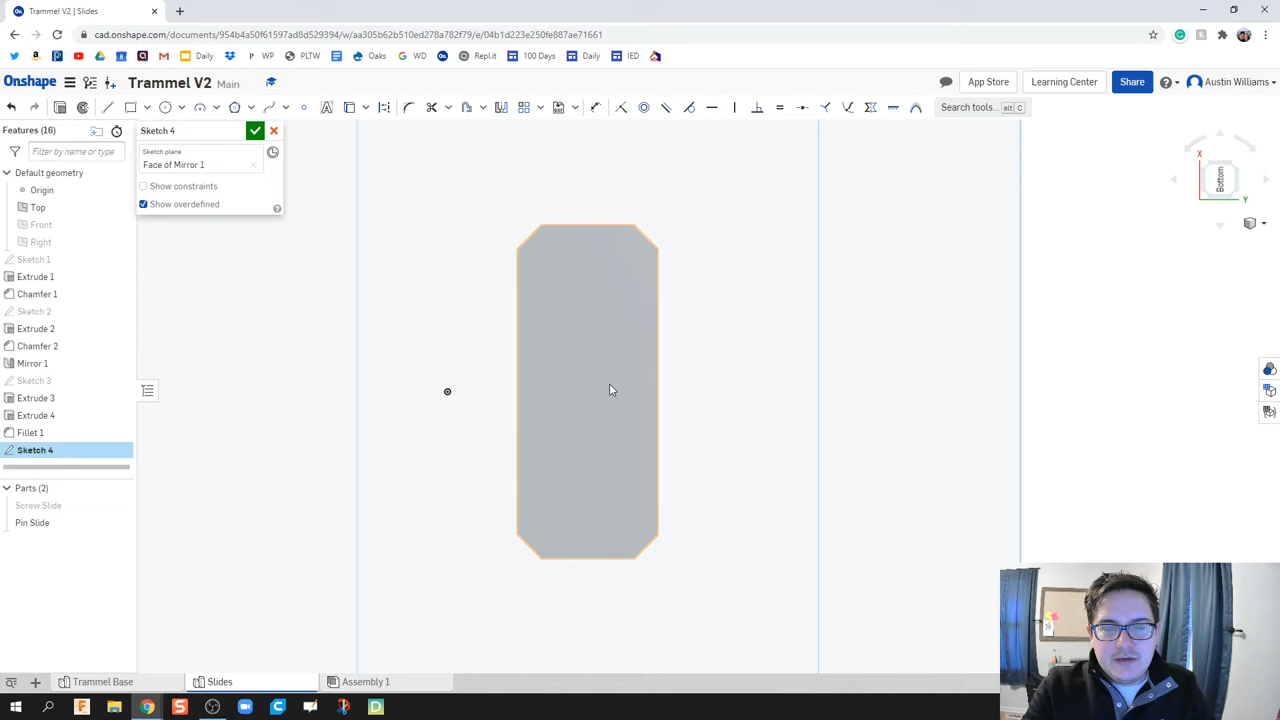 Trammel V2 | Slides
cad.onshape.com/documents/954b4a50f61597ad8d529394/w/aa305b62b510ed278a787f2d/e/04b1d223e250fe887ae71661
Daily
WP
PLTW
Oaks
WD
Repl.it
100 Days
Daily
IED
Onshape
Trammel V2 Main
App Store
Learning Center
Share
Austin Williams
Search tools... alt C
Features (16)
Filter by name or type
Default geometry
Origin
Top
Front
Right
Sketch 1
Extrude 1
Chamfer 1
Sketch 2
Extrude 2
Chamfer 2
Mirror 1
Sketch 3
Extrude 3
Extrude 4
Fillet 1
Sketch 4
Parts (2)
Screw Slide
Pin Slide
Sketch 4
Sketch plane
Face of Mirror 1
Show constraints
Show overdefined
X
Bottom
Y
Trammel Base
Slides
Assembly 1